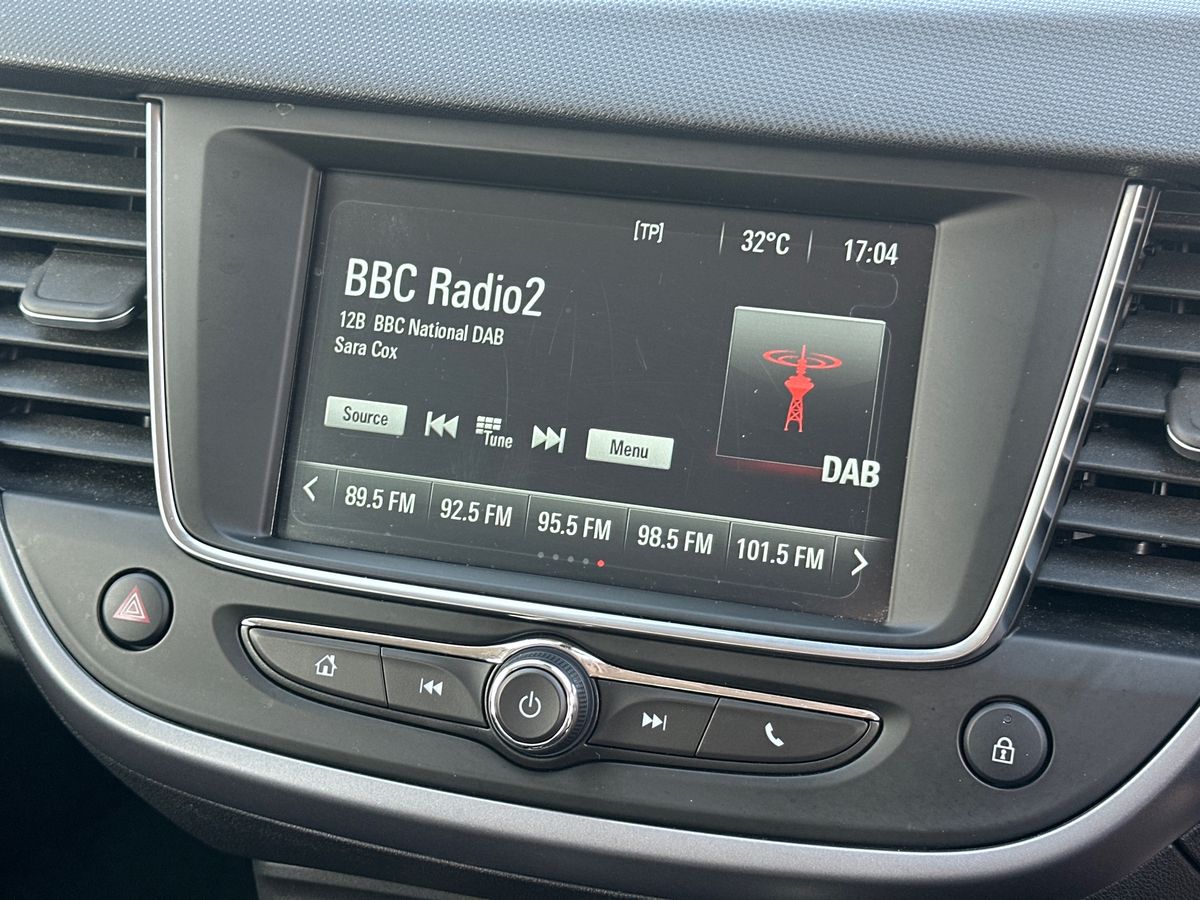 [TP] 32°C 17:04
BBC Radio2
12B BBC National DAB
Sara Cox
Source Tune Menu
DAB
89.5 FM 92.5 FM 95.5 FM 98.5 FM 101.5 FM